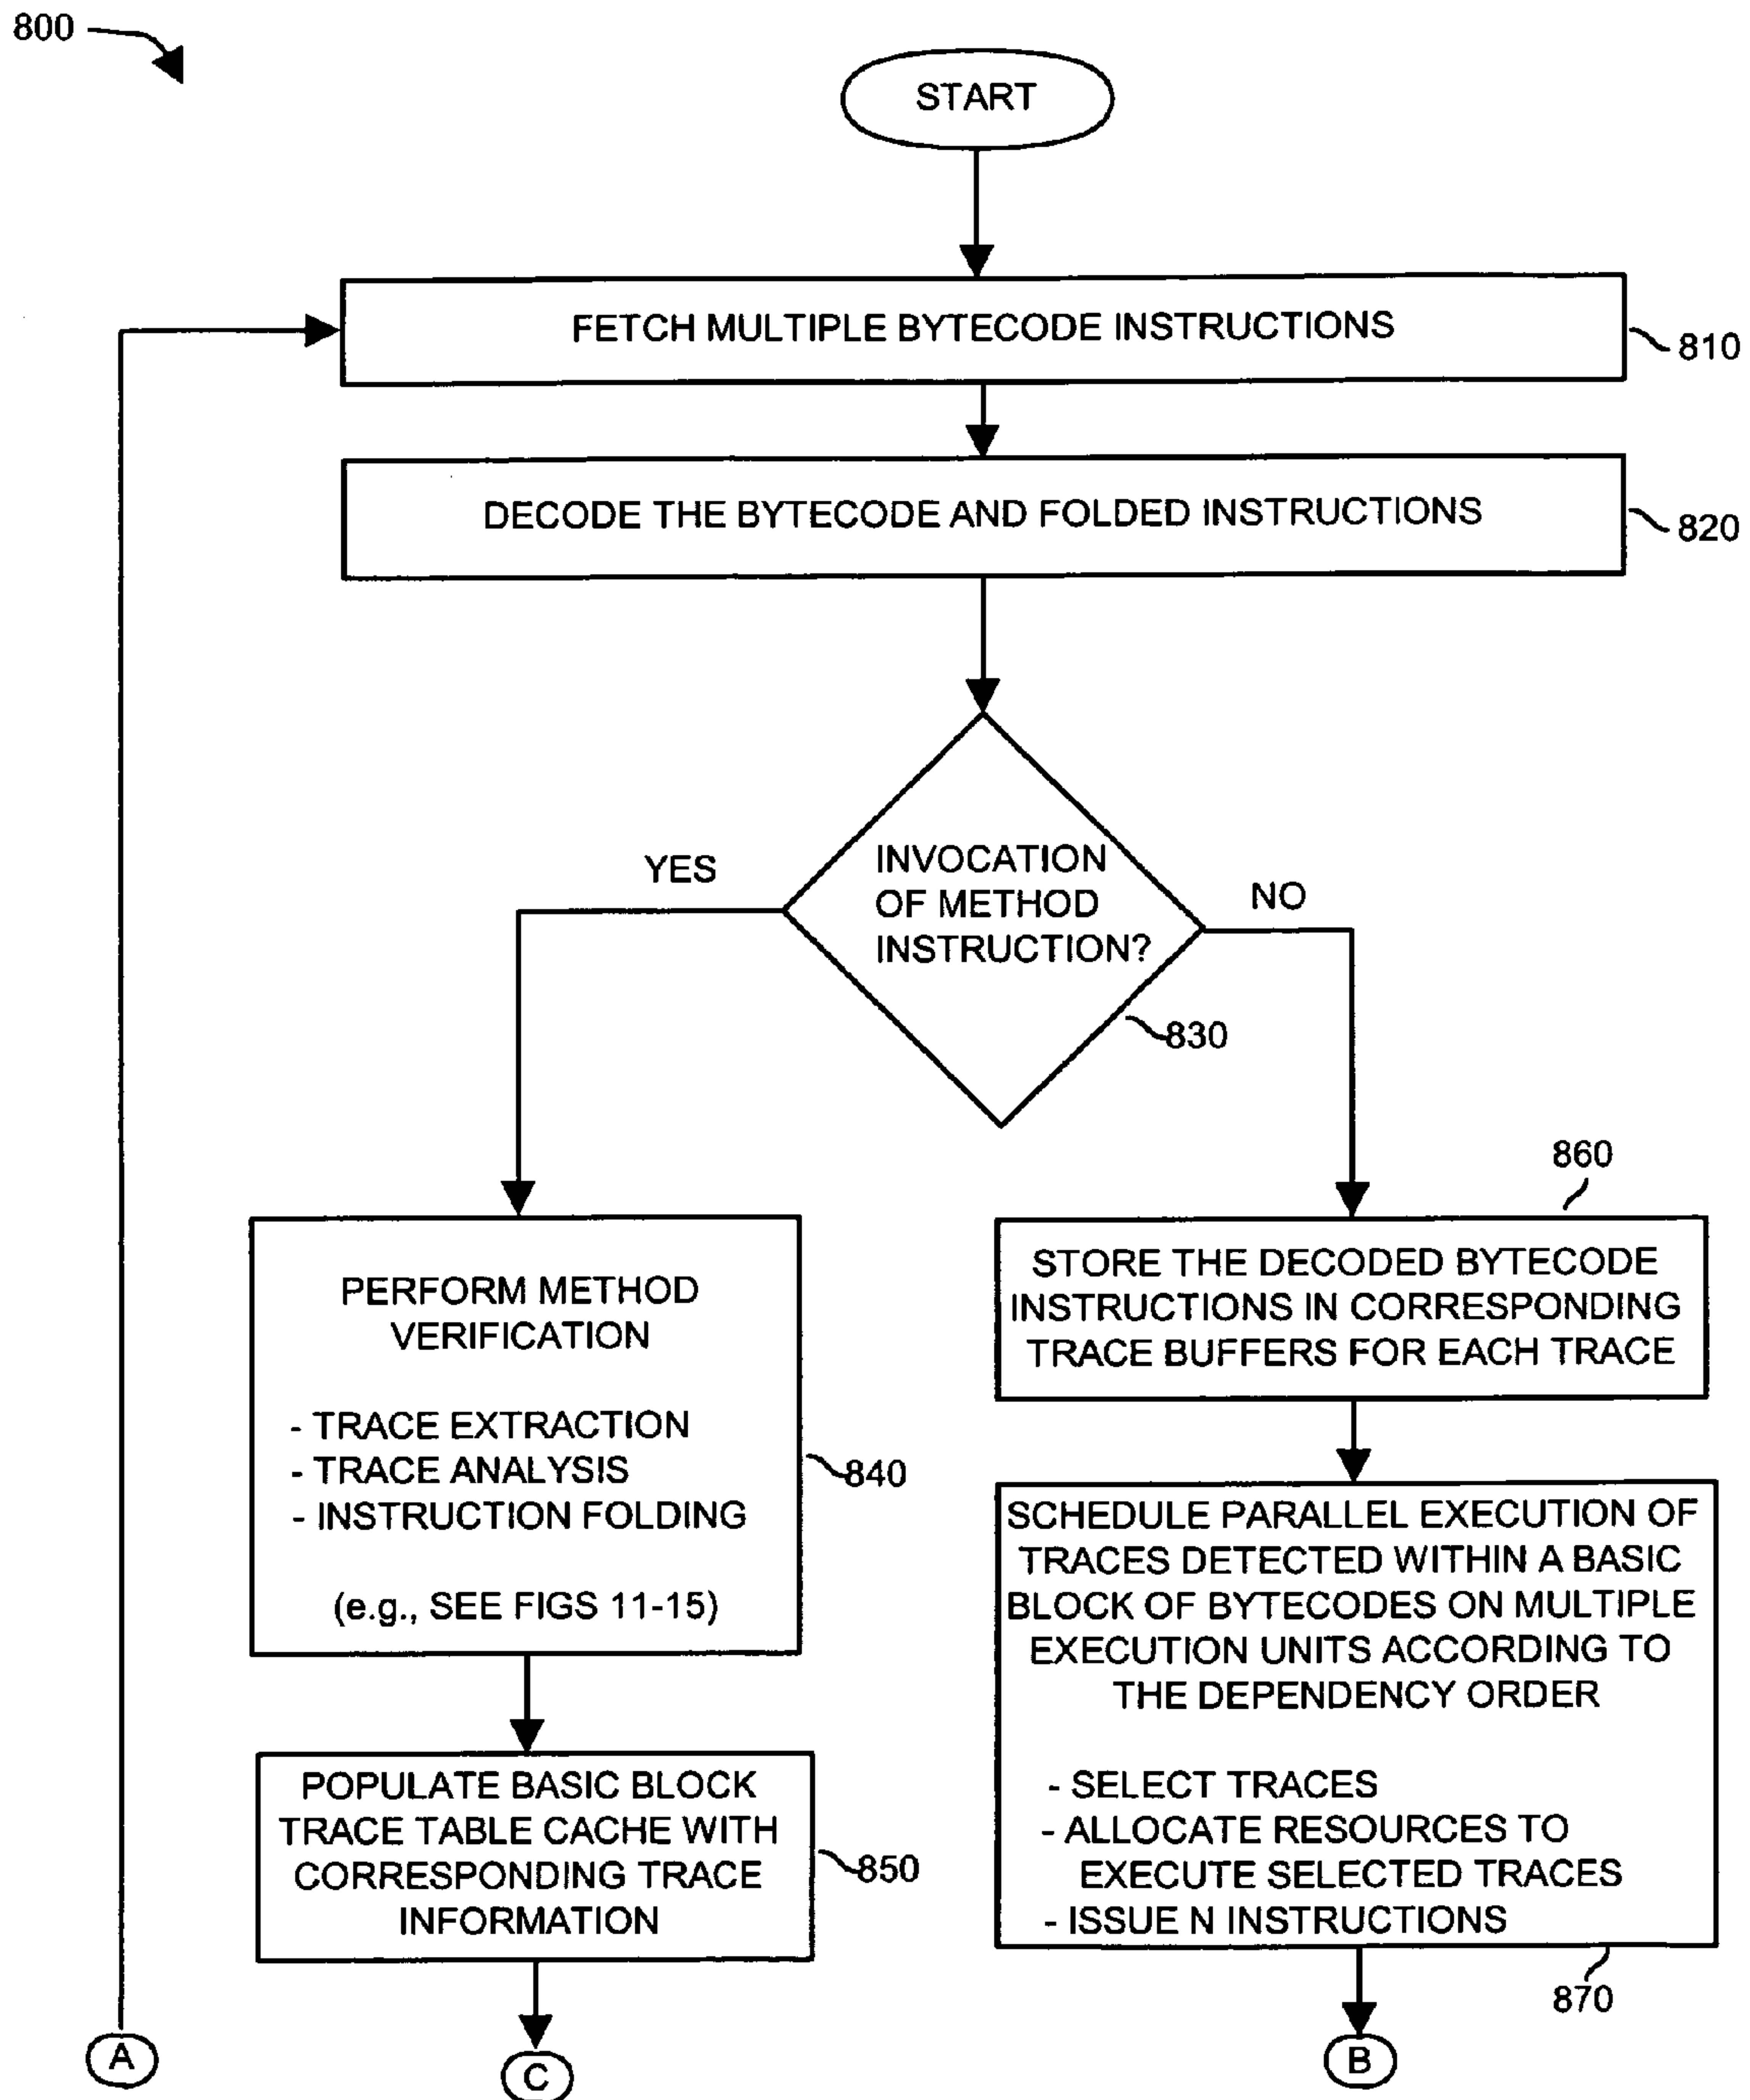 800
START
FETCH MULTIPLE BYTECODE INSTRUCTIONS
810
DECODE THE BYTECODE AND FOLDED INSTRUCTIONS
820
INVOCATION
OF METHOD
INSTRUCTION?
YES
NO
830
PERFORM METHOD
VERIFICATION
- TRACE EXTRACTION
- TRACE ANALYSIS
- INSTRUCTION FOLDING
(e.g., SEE FIGS 11-15)
840
POPULATE BASIC BLOCK
TRACE TABLE CACHE WITH
CORRESPONDING TRACE
INFORMATION
850
860
STORE THE DECODED BYTECODE
INSTRUCTIONS IN CORRESPONDING
TRACE BUFFERS FOR EACH TRACE
SCHEDULE PARALLEL EXECUTION OF
TRACES DETECTED WITHIN A BASIC
BLOCK OF BYTECODES ON MULTIPLE
EXECUTION UNITS ACCORDING TO
THE DEPENDENCY ORDER
- SELECT TRACES
- ALLOCATE RESOURCES TO
EXECUTE SELECTED TRACES
- ISSUE N INSTRUCTIONS
870
A
C
B